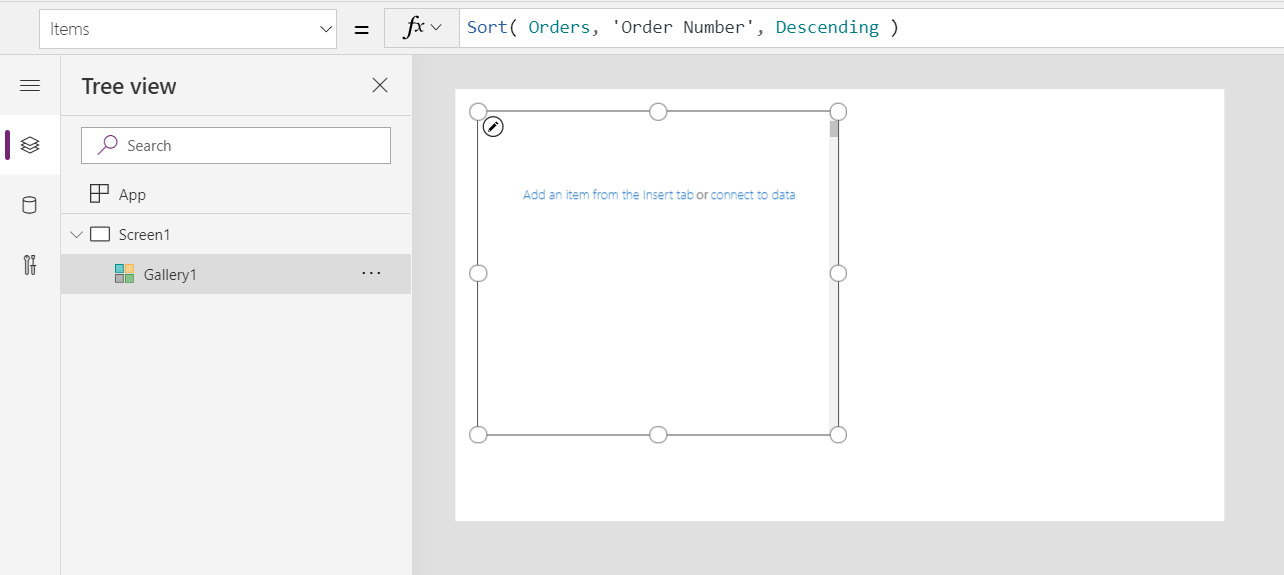 Items = fx Sort( Orders, 'Order Number', Descending )
Tree view
Search
App
Screen1
Gallery1
Add an item from the Insert tab or connect to data